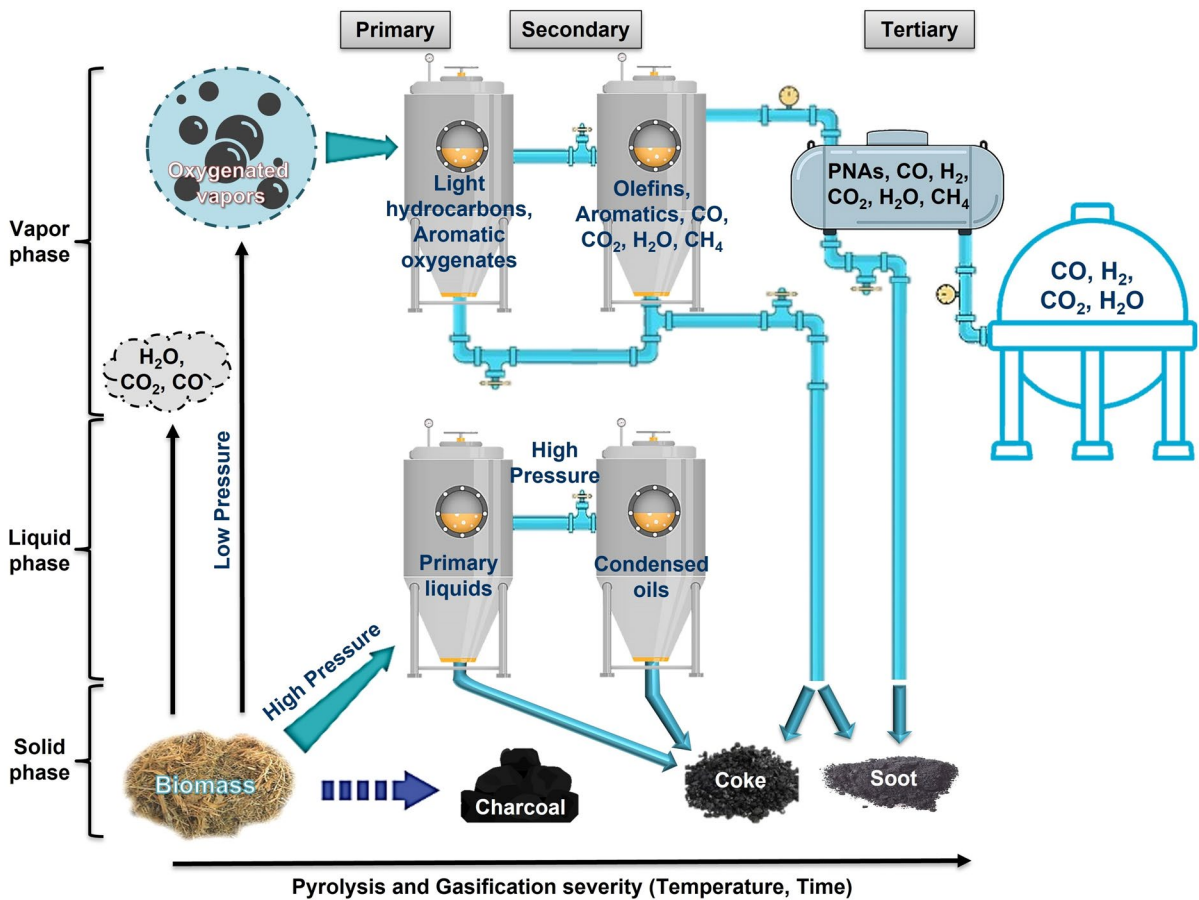 Primary
Secondary
Tertiary
Vapor
phase
Oxygenated
vapors
Light
hydrocarbons,
Aromatic
oxygenates
Olefins,
Aromatics, CO,
CO₂, H₂O, CH₄
PNAs, CO, H₂,
CO₂, H₂O, CH₄
CO, H₂,
CO₂, H₂O
H₂O,
CO₂, CO
Low Pressure
Liquid
phase
High
Pressure
Primary
liquids
Condensed
oils
High Pressure
Solid
phase
Biomass
Charcoal
Coke
Soot
Pyrolysis and Gasification severity (Temperature, Time)